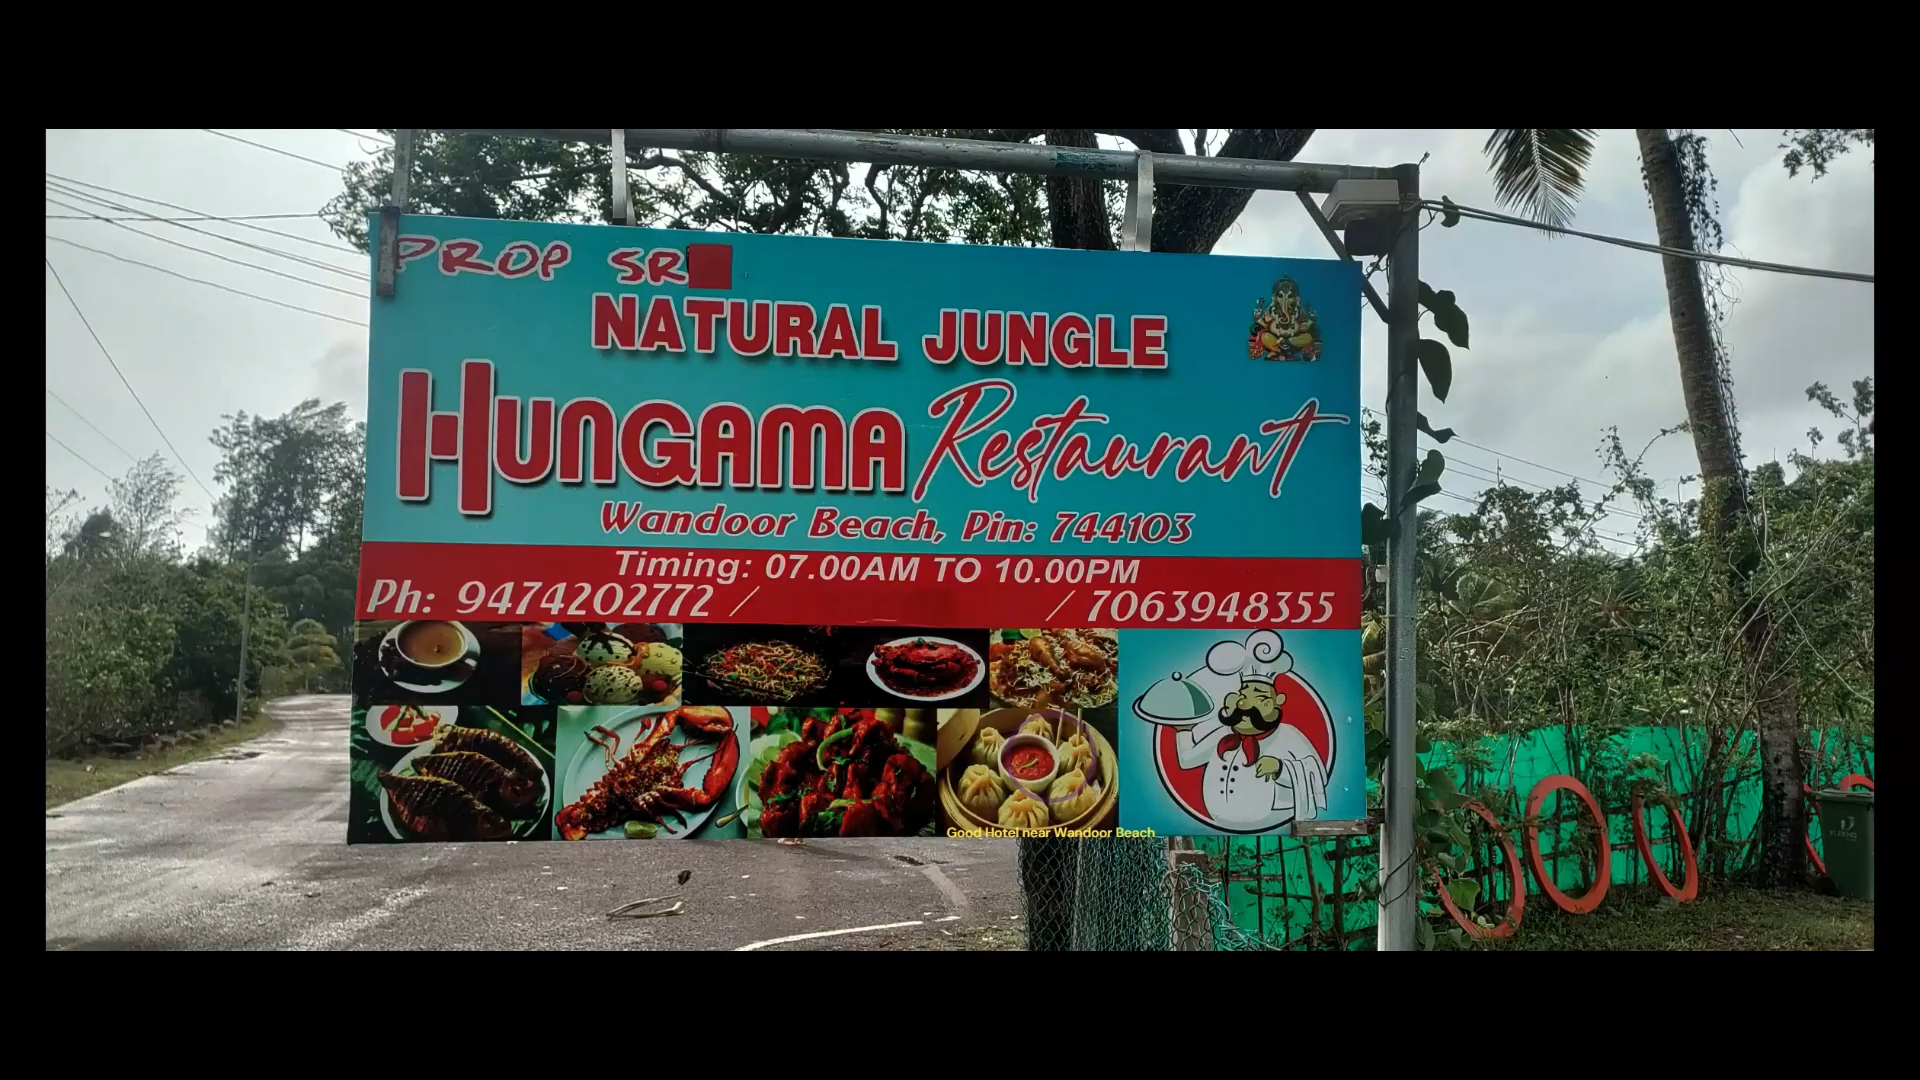 PROP SR
NATURAL JUNGLE
HUNGAMA Restaurant
Wandoor Beach, Pin: 744103
Timing: 07.00AM TO 10.00PM
Ph: 9474202772 / / 7063948355
Good Hotel near Wandoor Beach